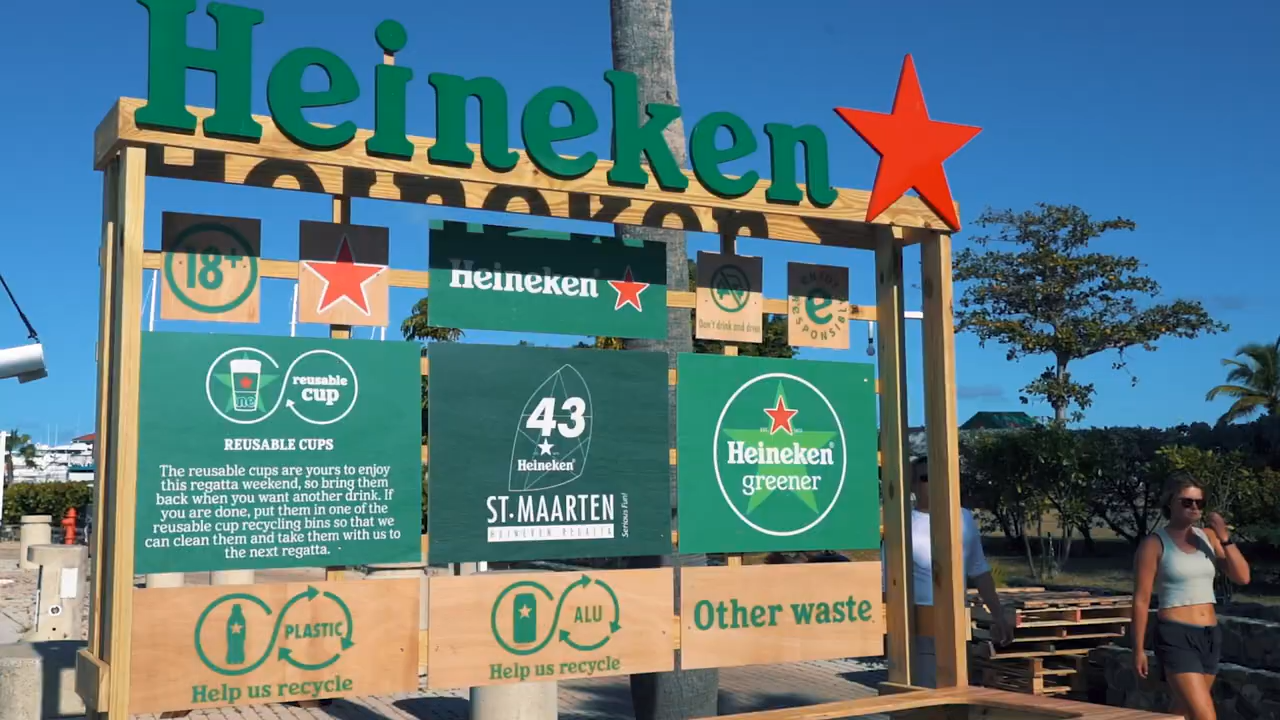 Heineken
18+
Heineken
Don't drink and drive
ENJOY
e
RESPONSIBLY
reusable
cup
REUSABLE CUPS
The reusable cups are yours to enjoy
this regatta weekend, so bring them
back when you want another drink. If
you are done, put them in one of the
reusable cup recycling bins so that we
can clean them and take them with us to
the next regatta.
43
Heineken
ST. MAARTEN
HEINEKEN REGATTA
Serious Fun!
Heineken
greener
PLASTIC
Help us recycle
ALU
Help us recycle
Other waste